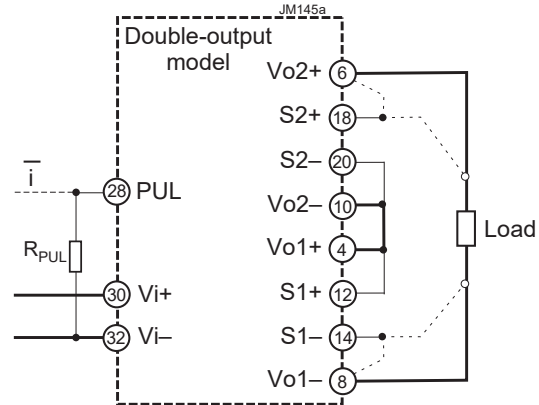 JM145a
Double-output
model
Vo2+
6
S2+
18
S2–
20
i
28
PUL
Vo2–
10
Load
Vo1+
4
RPUL
S1+
12
30
Vi+
S1–
14
32
Vi–
Vo1–
8